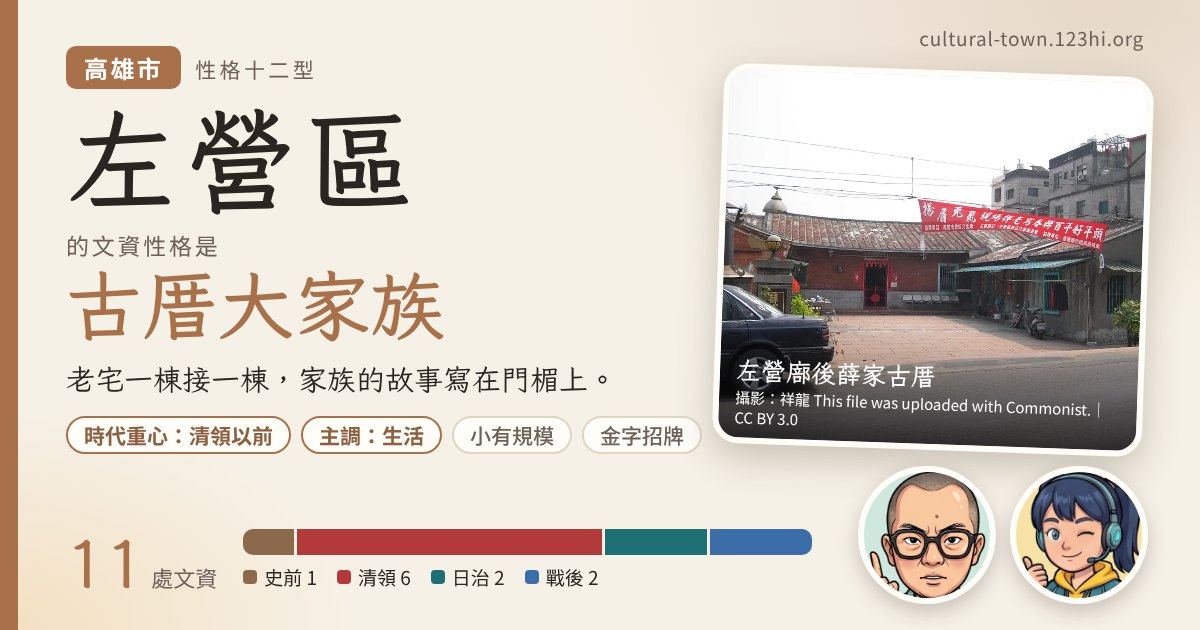 cultural-town.123hi.org
高雄市 性格十二型
左營區
的文資性格是
古厝大家族
老宅一棟接一棟，家族的故事寫在門楣上。
時代重心：清領以前 主調：生活 小有規模 金字招牌
左營廍後薛家古厝
攝影：祥龍 This file was uploaded with Commonist.｜
CC BY 3.0
11 處文資
史前 1 清領 6 日治 2 戰後 2